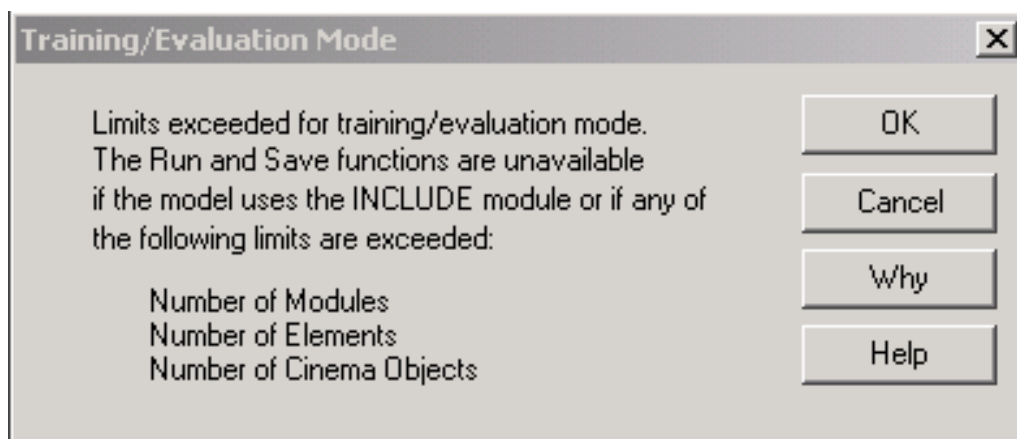 Training/Evaluation Mode
Limits exceeded for training/evaluation mode.
The Run and Save functions are unavailable
if the model uses the INCLUDE module or if any of
the following limits are exceeded:
Number of Modules
Number of Elements
Number of Cinema Objects
OK
Cancel
Why
Help